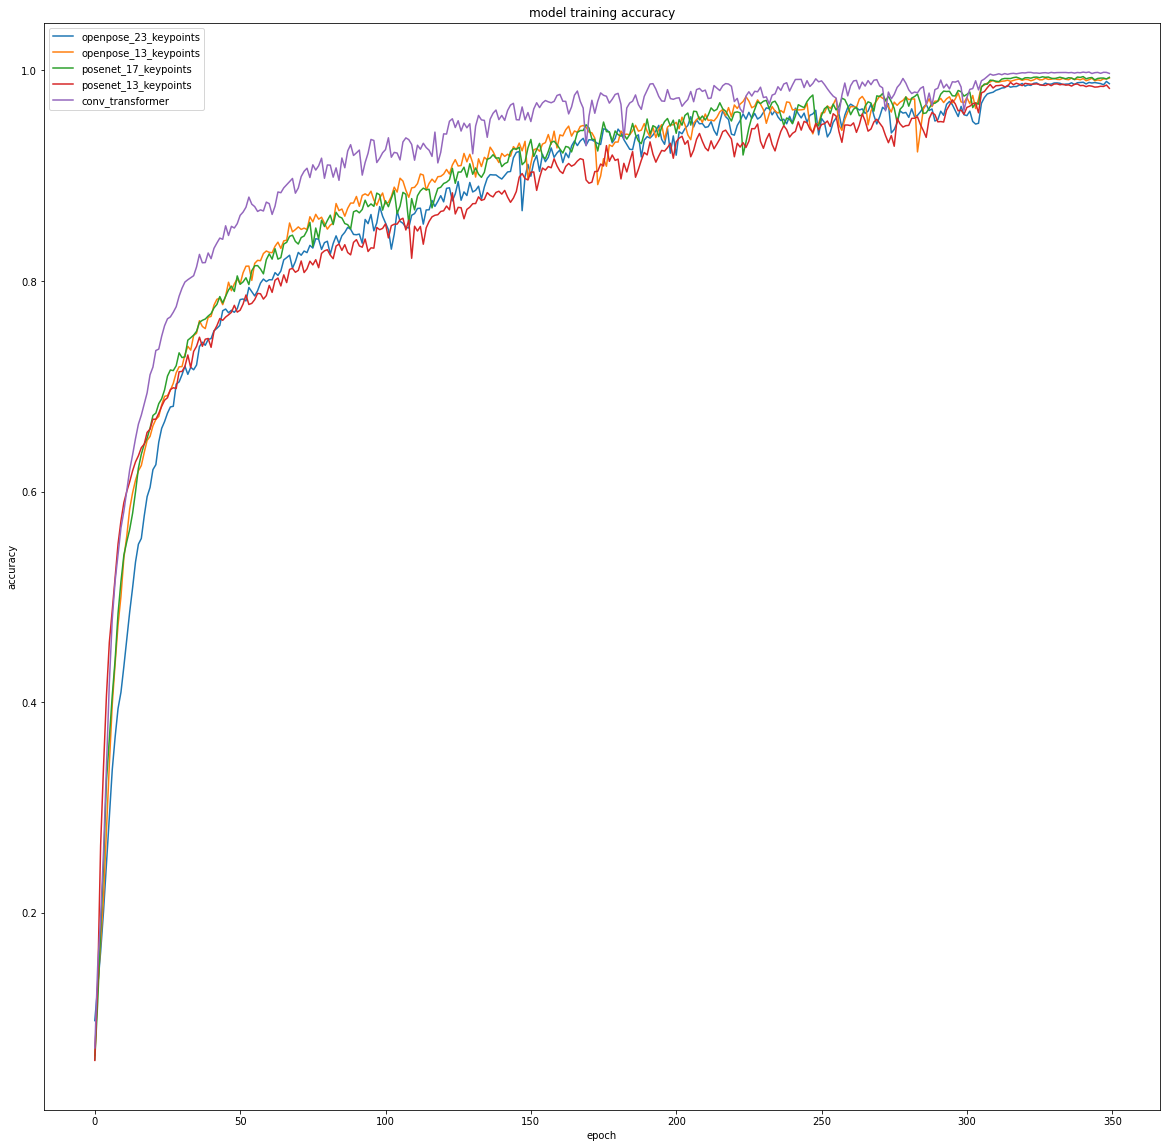 model training accuracy
openpose_23_keypoints
openpose_13_keypoints
posenet_17_keypoints
posenet_13_keypoints
conv_transformer
1.0
0.8
0.6
0.4
0.2
accuracy
0 50 100 150 200 250 300 350
epoch